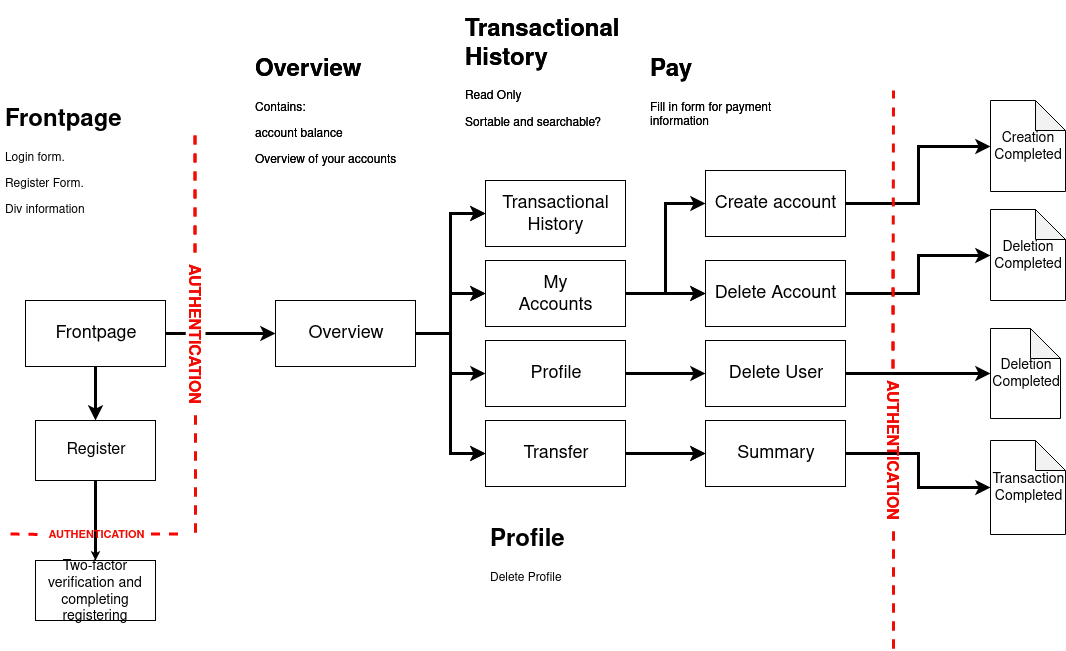 Transactional
History
Read Only
Sortable and searchable?
Pay
Fill in form for payment
information
Overview
Contains:
account balance
Overview of your accounts
Frontpage
Login form.
Register Form.
Div information
AUTHENTICATION
Frontpage
Register
AUTHENTICATION
Two-factor
verification and
completing
registering
Overview
Transactional
History
My
Accounts
Profile
Transfer
Create account
Delete Account
Delete User
Summary
AUTHENTICATION
Creation
Completed
Deletion
Completed
Deletion
Completed
Transaction
Completed
Profile
Delete Profile